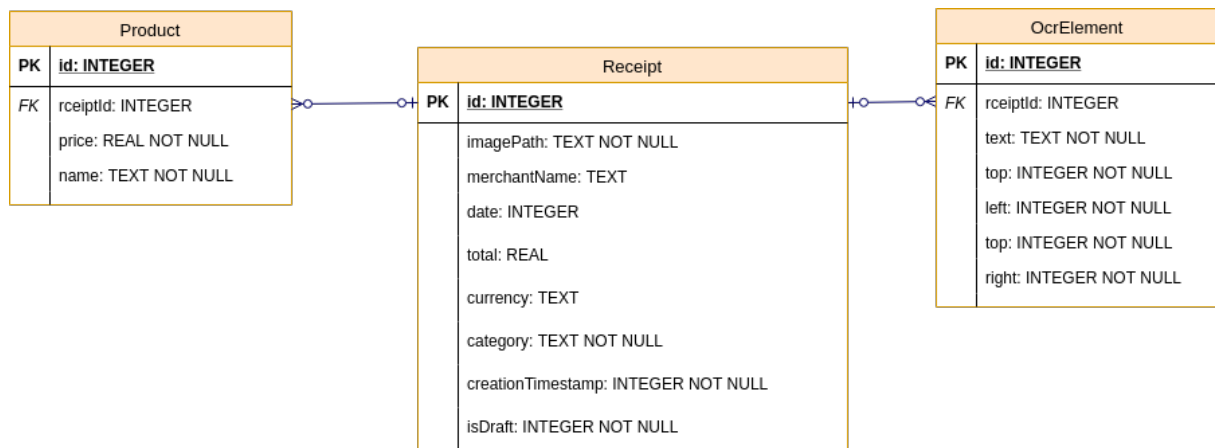 Product
PK id: INTEGER
FK rceiptId: INTEGER
price: REAL NOT NULL
name: TEXT NOT NULL
Receipt
PK id: INTEGER
imagePath: TEXT NOT NULL
merchantName: TEXT
date: INTEGER
total: REAL
currency: TEXT
category: TEXT NOT NULL
creationTimestamp: INTEGER NOT NULL
isDraft: INTEGER NOT NULL
OcrElement
PK id: INTEGER
FK rceiptId: INTEGER
text: TEXT NOT NULL
top: INTEGER NOT NULL
left: INTEGER NOT NULL
top: INTEGER NOT NULL
right: INTEGER NOT NULL